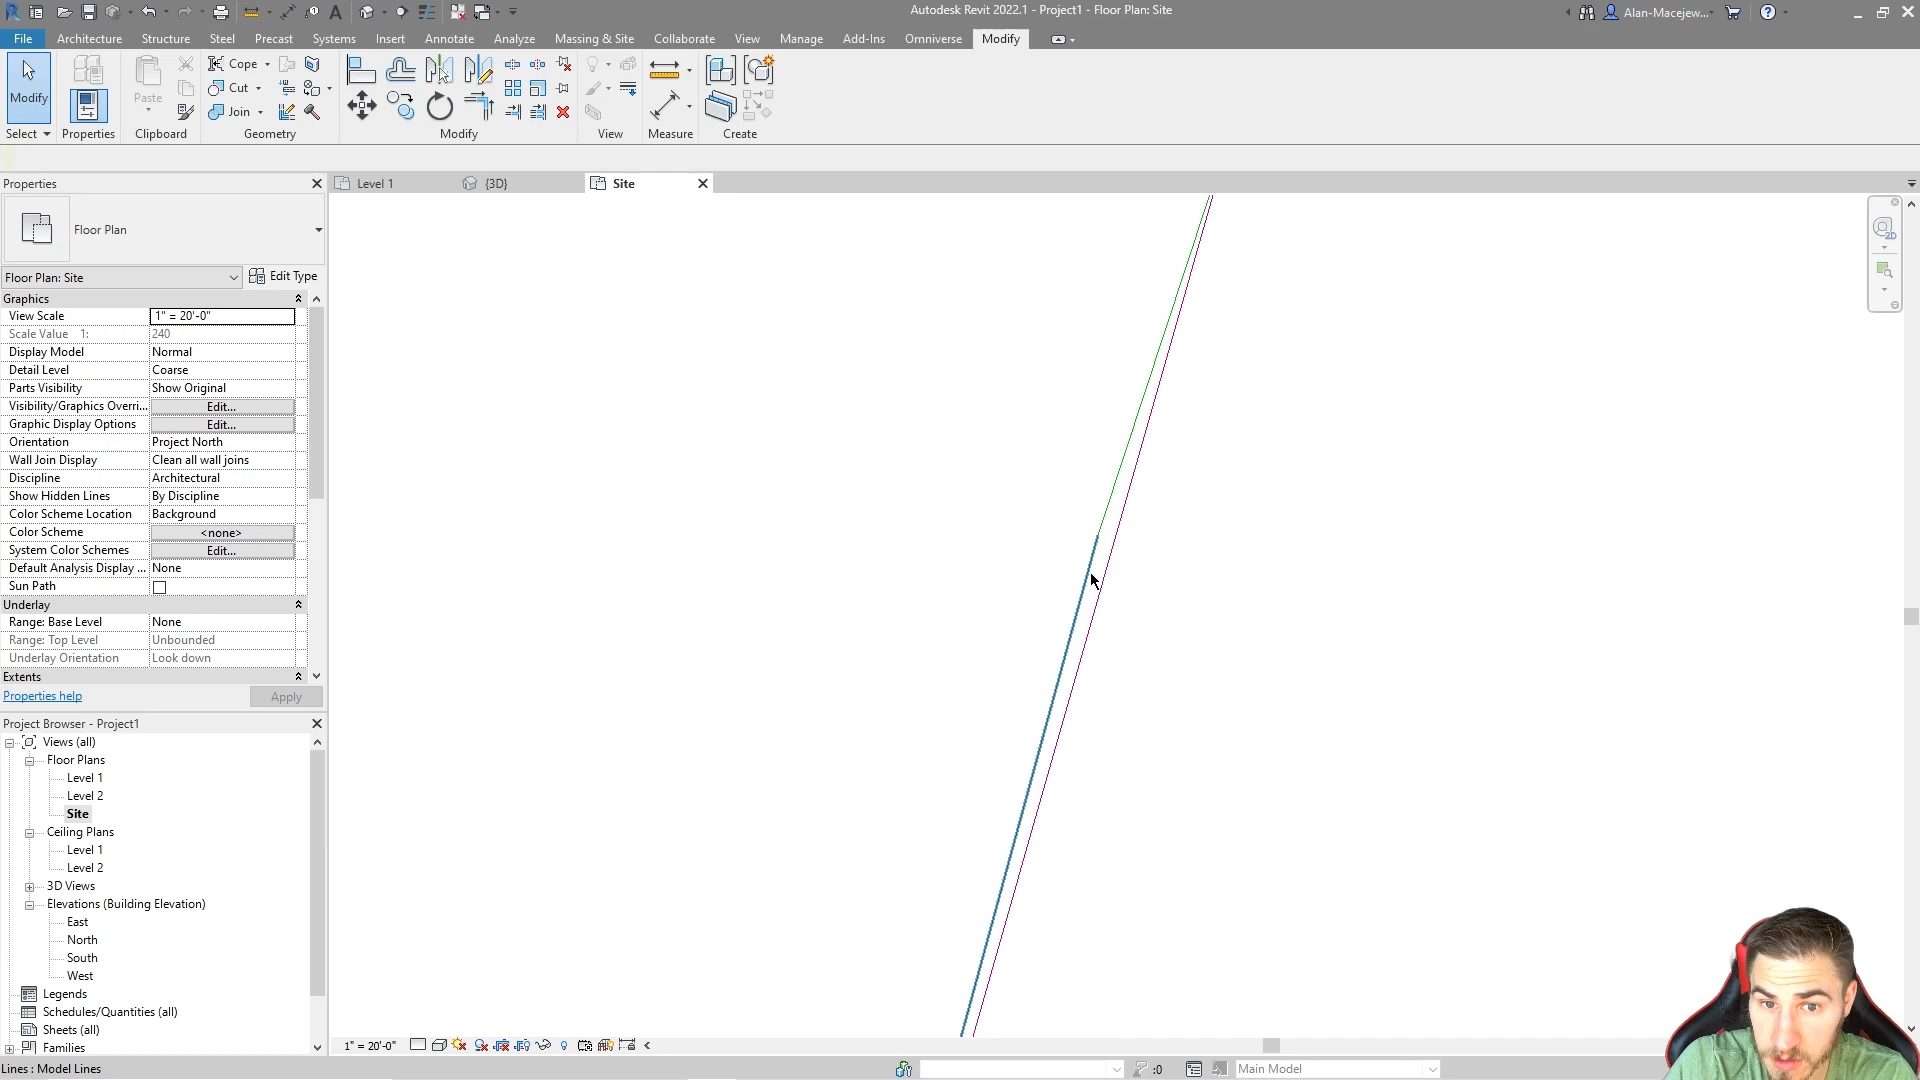 Autodesk Revit 2022.1 - Project1 - Floor Plan: Site
Alan-Macejew...
File Architecture Structure Steel Precast Systems Insert Annotate Analyze Massing & Site Collaborate View Manage Add-Ins Omniverse Modify
Modify
Paste
Cope
Cut
Join
Select Properties Clipboard Geometry Modify View Measure Create
Properties
Level 1 {3D} Site
Floor Plan
Floor Plan: Site Edit Type
Graphics
View Scale 1" = 20'-0"
Scale Value 1: 240
Display Model Normal
Detail Level Coarse
Parts Visibility Show Original
Visibility/Graphics Overri... Edit...
Graphic Display Options Edit...
Orientation Project North
Wall Join Display Clean all wall joins
Discipline Architectural
Show Hidden Lines By Discipline
Color Scheme Location Background
Color Scheme <none>
System Color Schemes Edit...
Default Analysis Display ... None
Sun Path
Underlay
Range: Base Level None
Range: Top Level Unbounded
Underlay Orientation Look down
Extents
Properties help Apply
Project Browser - Project1
Views (all)
Floor Plans
Level 1
Level 2
Site
Ceiling Plans
Level 1
Level 2
3D Views
Elevations (Building Elevation)
East
North
South
West
Legends
Schedules/Quantities (all)
Sheets (all)
Families
2D
1" = 20'-0"
Lines : Model Lines
:0
Main Model